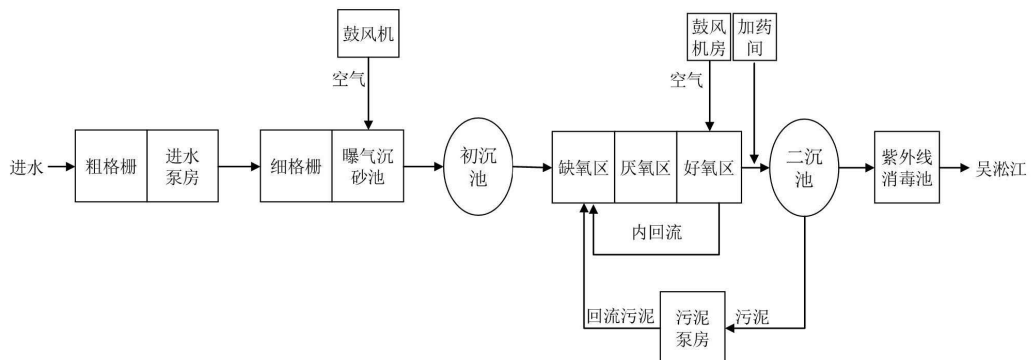 鼓风机
鼓风
机房
加药
间
空气
空气
进水
粗格栅
进水
泵房
细格栅
曝气沉
砂池
初沉
池
缺氧区
厌氧区
好氧区
二沉
池
紫外线
消毒池
吴淞江
内回流
回流污泥
污泥
泵房
污泥